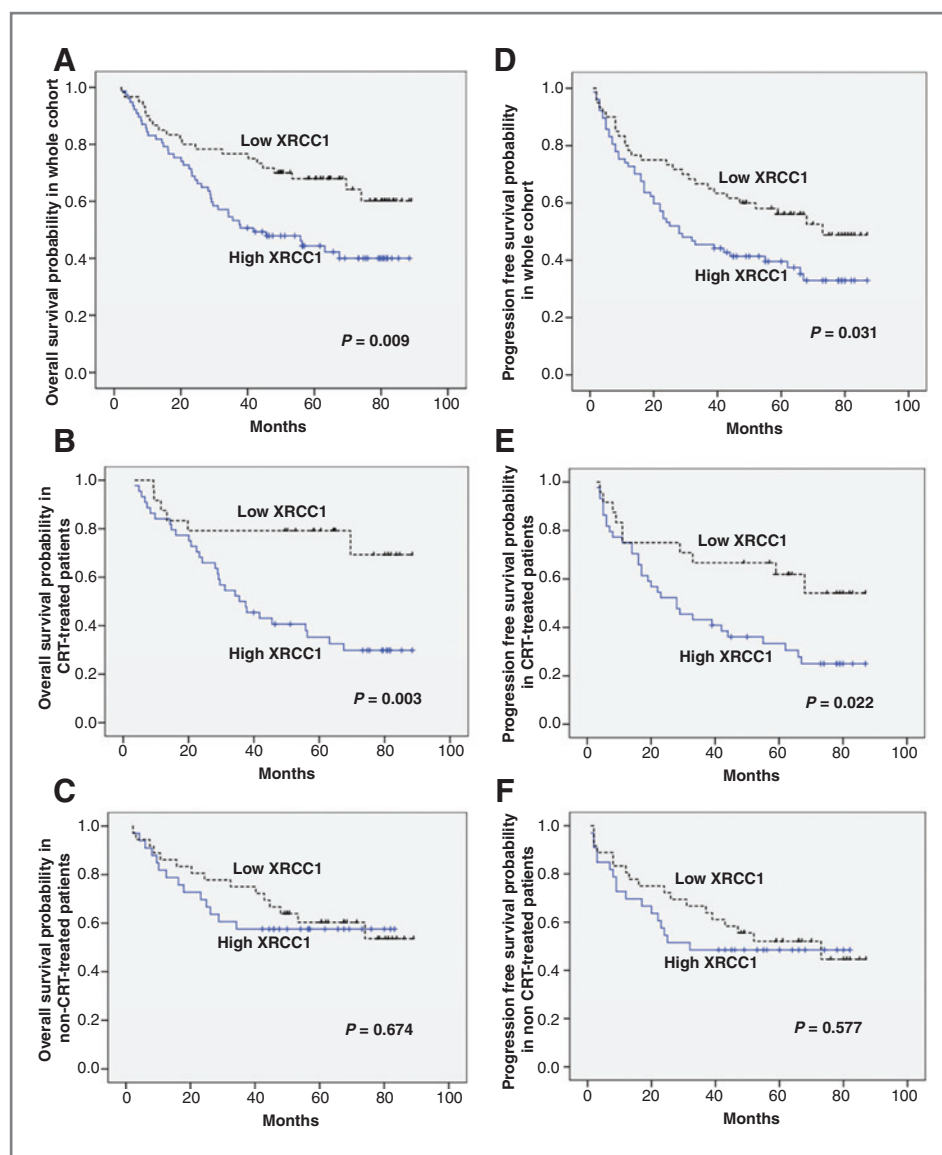 A
Overall survival probability in whole cohort
1.0
0.8
0.6
0.4
0.2
0.0
Low XRCC1
High XRCC1
P = 0.009
0 20 40 60 80 100
Months
D
Progression free survival probability
in whole cohort
1.0
0.8
0.6
0.4
0.2
0.0
Low XRCC1
High XRCC1
P = 0.031
0 20 40 60 80 100
Months
B
Overall survival probability in
CRT-treated patients
1.0
0.8
0.6
0.4
0.2
0.0
Low XRCC1
High XRCC1
P = 0.003
0 20 40 60 80 100
Months
E
Progression free survival probability
in CRT-treated patients
1.0
0.8
0.6
0.4
0.2
0.0
Low XRCC1
High XRCC1
P = 0.022
0 20 40 60 80 100
Months
C
Overall survival probability in
non-CRT-treated patients
1.0
0.8
0.6
0.4
0.2
0.0
Low XRCC1
High XRCC1
P = 0.674
0 20 40 60 80 100
Months
F
Progression free survival probability
in non CRT-treated patients
1.0
0.8
0.6
0.4
0.2
0.0
Low XRCC1
High XRCC1
P = 0.577
0 20 40 60 80 100
Months